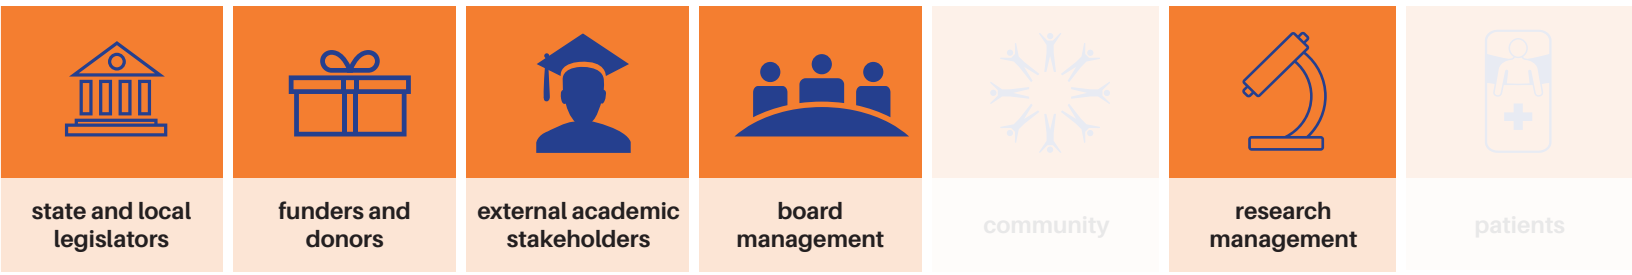 state and local
legislators
funders and
donors
external academic
stakeholders
board
management
community
research
management
patients